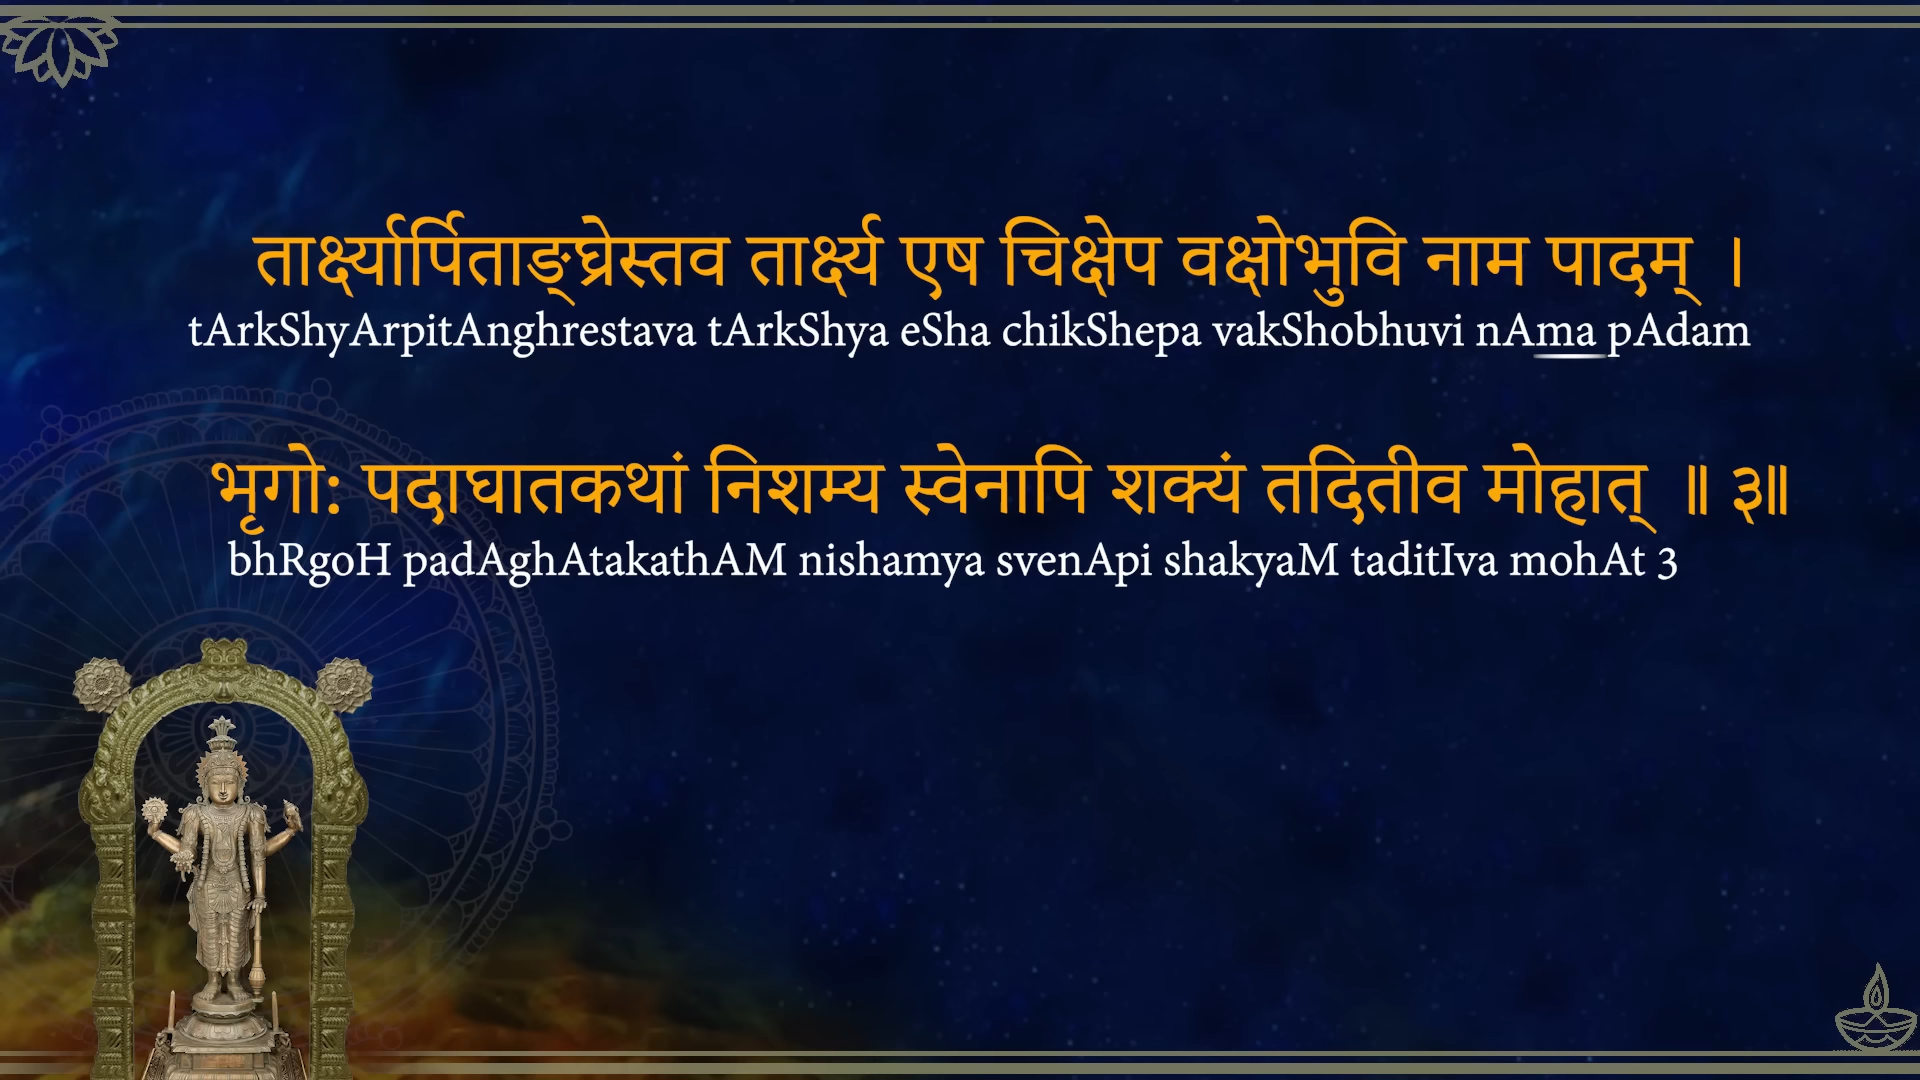 तार्क्ष्यार्पिताङ्घ्रेस्तव तार्क्ष्य एष चिक्षेप वक्षोभुवि नाम पादम् ।
tArkShyArpitAnghrestava tArkShya eSha chikShepa vakShobhuvi nAma pAdam
भृगो: पदाघातकथां निशम्य स्वेनापि शक्यं तदितीव मोहात् ॥ ३॥
bhRgoH padAghAtakathAM nishamya svenApi shakyaM taditIva mohAt 3